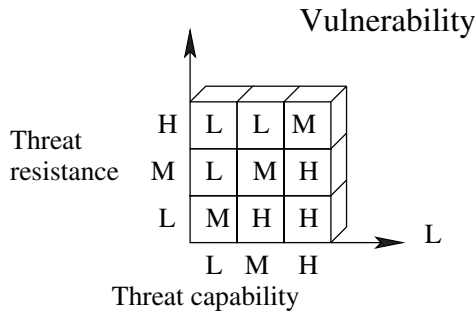 Vulnerability
Threat
resistance
H L L M
M L M H
L M H H
L
L M H
Threat capability